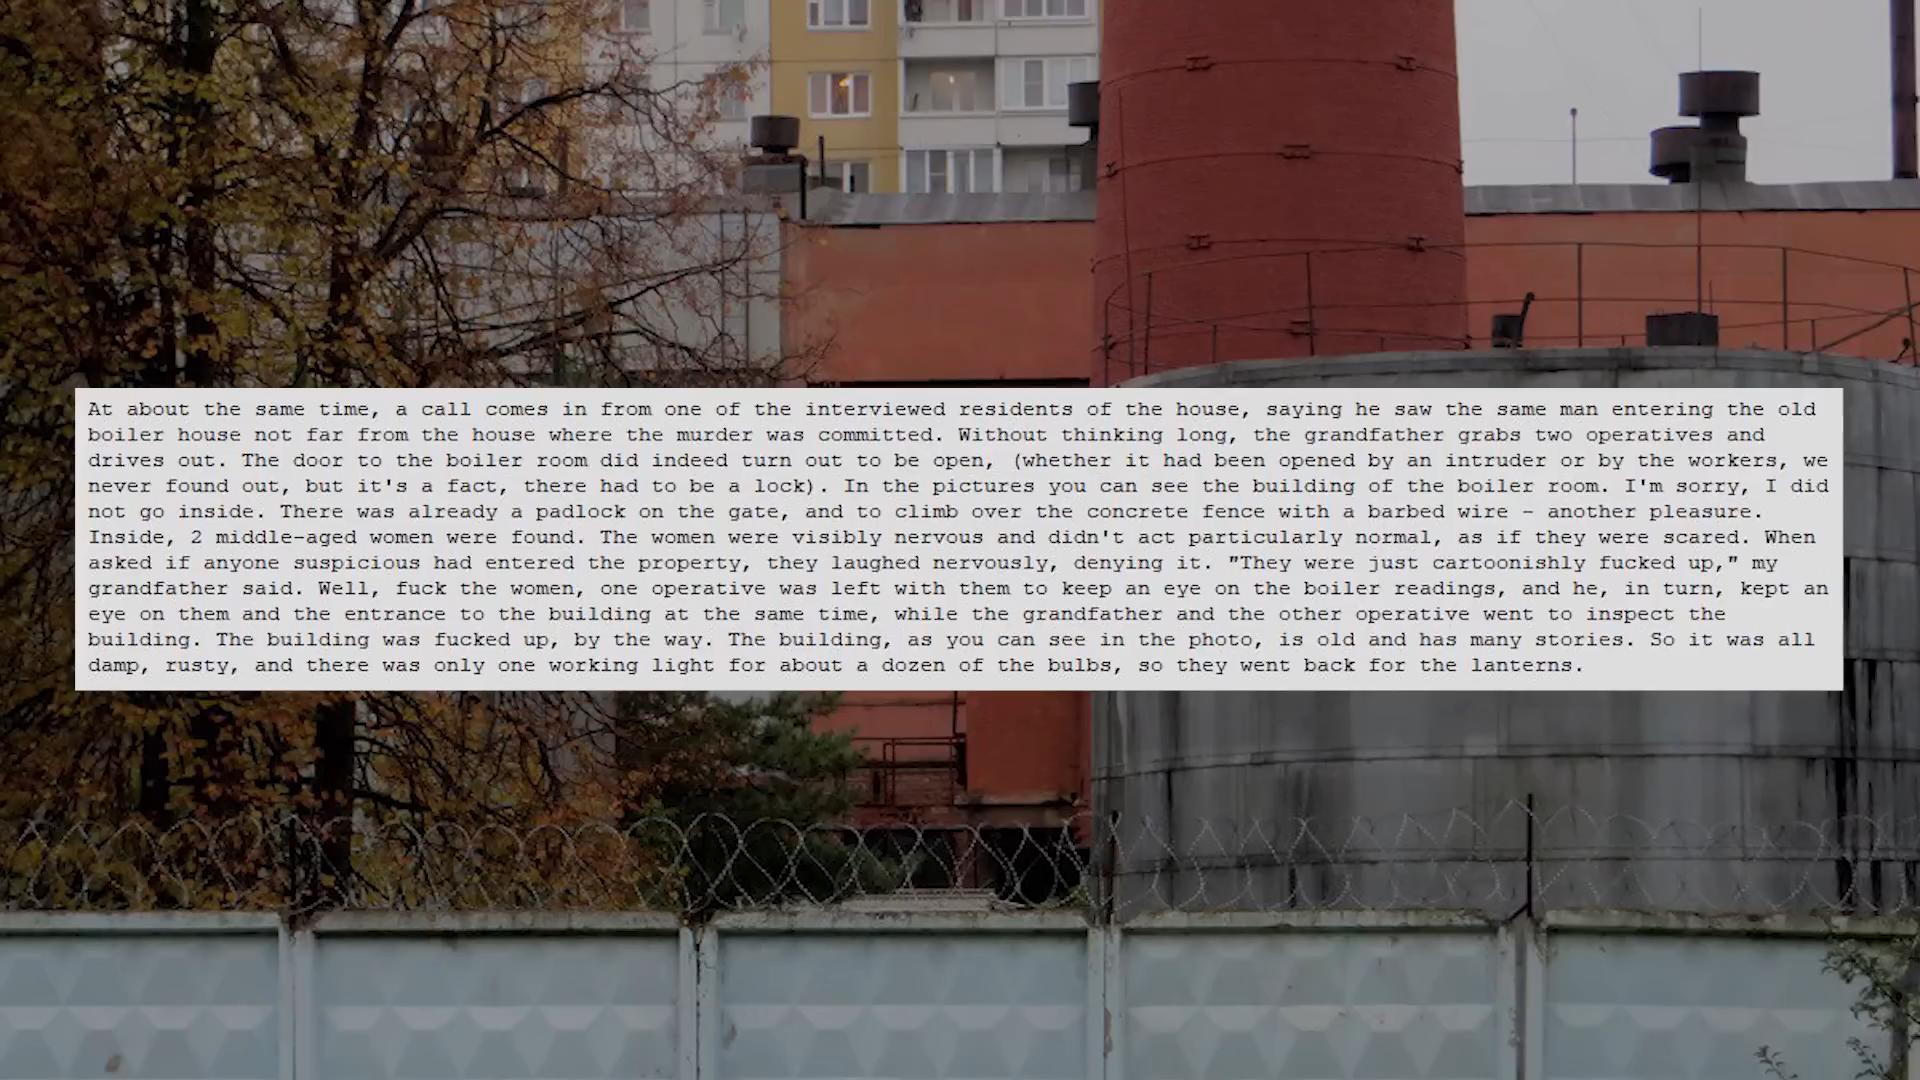 At about the same time, a call comes in from one of the interviewed residents of the house, saying he saw the same man entering the old
boiler house not far from the house where the murder was committed. Without thinking long, the grandfather grabs two operatives and
drives out. The door to the boiler room did indeed turn out to be open, (whether it had been opened by an intruder or by the workers, we
never found out, but it's a fact, there had to be a lock). In the pictures you can see the building of the boiler room. I'm sorry, I did
not go inside. There was already a padlock on the gate, and to climb over the concrete fence with a barbed wire - another pleasure.
Inside, 2 middle-aged women were found. The women were visibly nervous and didn't act particularly normal, as if they were scared. When
asked if anyone suspicious had entered the property, they laughed nervously, denying it. "They were just cartoonishly fucked up," my
grandfather said. Well, fuck the women, one operative was left with them to keep an eye on the boiler readings, and he, in turn, kept an
eye on them and the entrance to the building at the same time, while the grandfather and the other operative went to inspect the
building. The building was fucked up, by the way. The building, as you can see in the photo, is old and has many stories. So it was all
damp, rusty, and there was only one working light for about a dozen of the bulbs, so they went back for the lanterns.